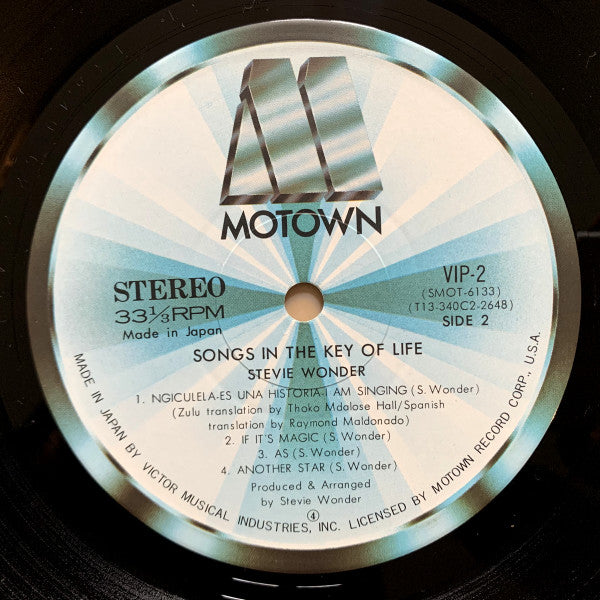 MOTOWN
STEREO
33⅓RPM
Made in Japan
VIP-2
(SMOT-6133)
(T13-340C2-2648)
SIDE 2
SONGS IN THE KEY OF LIFE
STEVIE WONDER
1. NGICULELA-ES UNA HISTORIA-I AM SINGING (S. Wonder)
(Zulu translation by Thoko Mdolose Hall/Spanish
translation by Raymond Maldonado)
2. IF IT'S MAGIC (S. Wonder)
3. AS (S. Wonder)
4. ANOTHER STAR (S. Wonder)
Produced & Arranged
by Stevie Wonder
④
MADE IN JAPAN BY VICTOR MUSICAL INDUSTRIES, INC. LICENSED BY MOTOWN RECORD CORP., U.S.A.